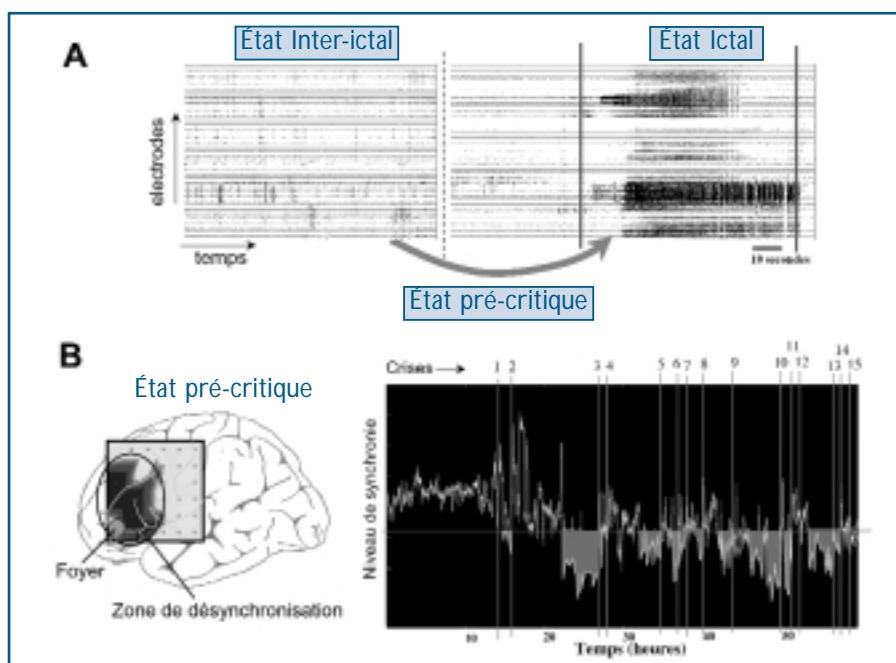 A
État Inter-ictal
État Ictal
electrodes
temps
10 secondes
État pré-critique
B
État pré-critique
Foyer
Zone de désynchronisation
Crises
1 2 3 4 5 6 7 8 9 10 11 12 13 14 15
Niveau de synchronie
10 20 30
Temps (heures)